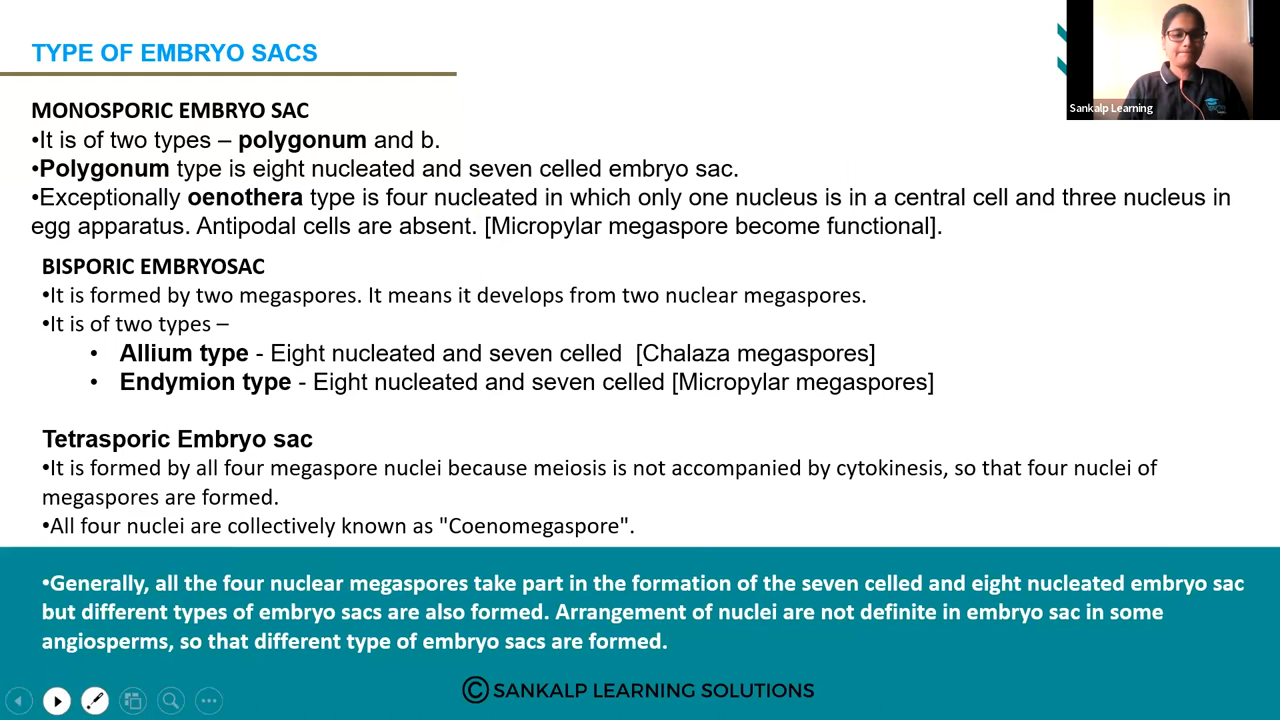 TYPE OF EMBRYO SACS
Sankalp Learning
MONOSPORIC EMBRYO SAC
•It is of two types – polygonum and b.
•Polygonum type is eight nucleated and seven celled embryo sac.
•Exceptionally oenothera type is four nucleated in which only one nucleus is in a central cell and three nucleus in
egg apparatus. Antipodal cells are absent. [Micropylar megaspore become functional].
BISPORIC EMBRYOSAC
•It is formed by two megaspores. It means it develops from two nuclear megaspores.
•It is of two types –
• Allium type - Eight nucleated and seven celled [Chalaza megaspores]
• Endymion type - Eight nucleated and seven celled [Micropylar megaspores]
Tetrasporic Embryo sac
•It is formed by all four megaspore nuclei because meiosis is not accompanied by cytokinesis, so that four nuclei of
megaspores are formed.
•All four nuclei are collectively known as "Coenomegaspore".
•Generally, all the four nuclear megaspores take part in the formation of the seven celled and eight nucleated embryo sac
but different types of embryo sacs are also formed. Arrangement of nuclei are not definite in embryo sac in some
angiosperms, so that different type of embryo sacs are formed.
©SANKALP LEARNING SOLUTIONS